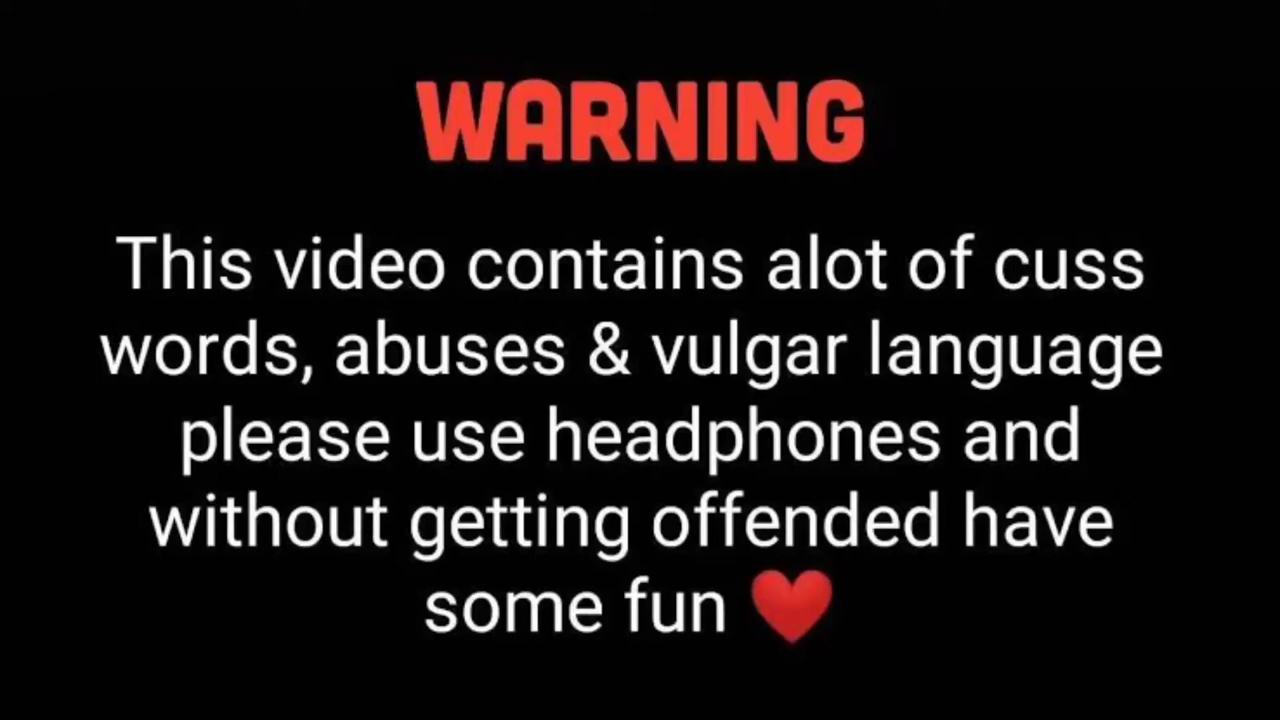 WARNING
This video contains alot of cuss
words, abuses & vulgar language
please use headphones and
without getting offended have
some fun ❤️